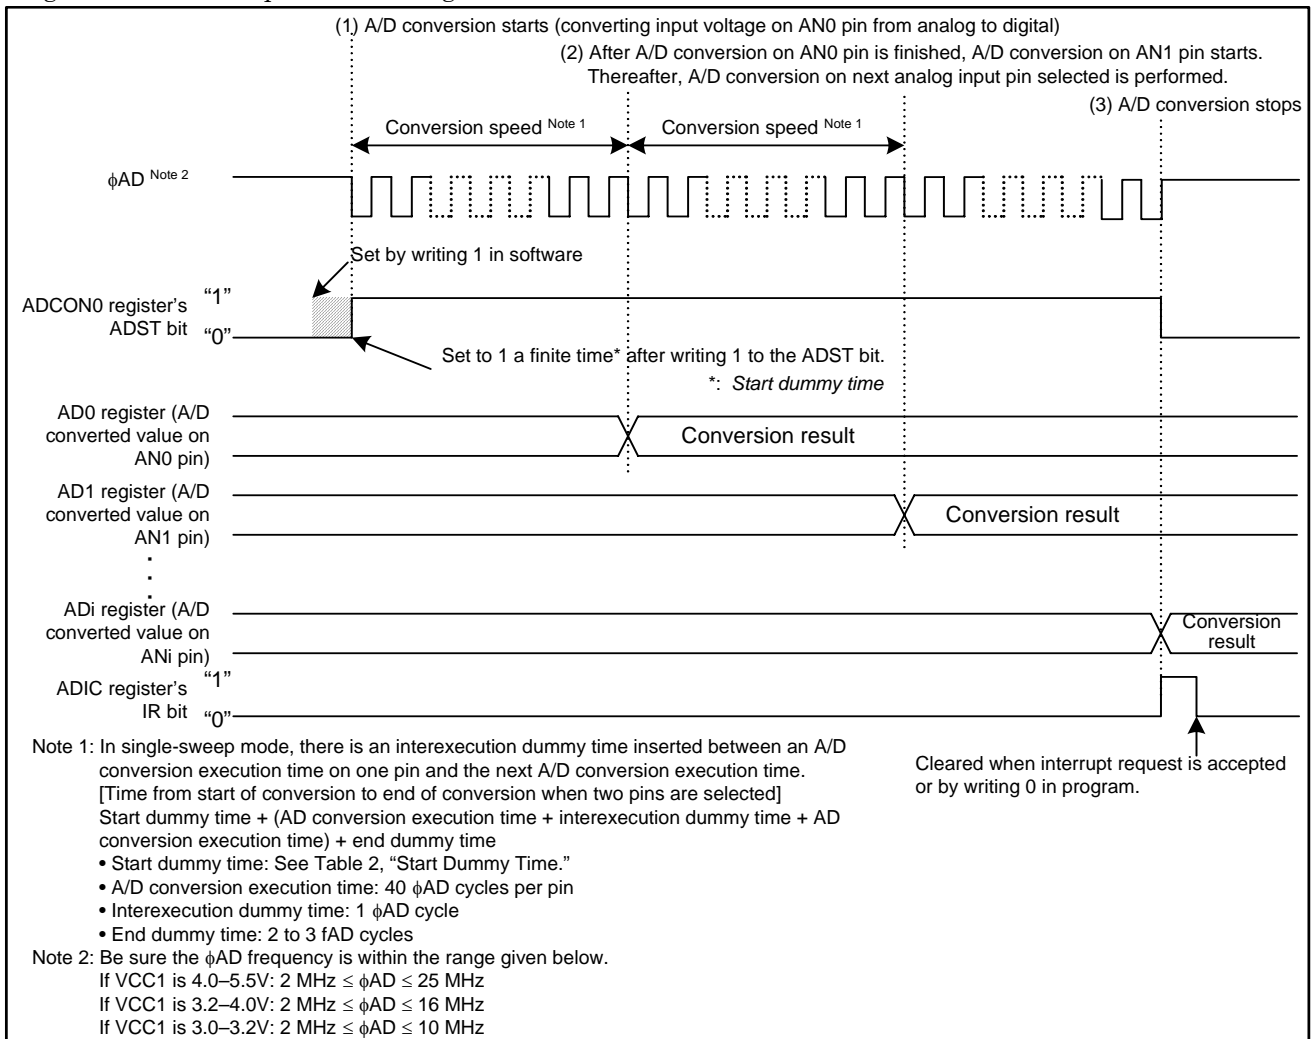 (1) A/D conversion starts (converting input voltage on AN0 pin from analog to digital)
(2) After A/D conversion on AN0 pin is finished, A/D conversion on AN1 pin starts.
Thereafter, A/D conversion on next analog input pin selected is performed.
(3) A/D conversion stops
Conversion speed Note 1
Conversion speed Note 1
ϕAD Note 2
Set by writing 1 in software
ADCON0 register's
ADST bit
“1”
“0”
Set to 1 a finite time* after writing 1 to the ADST bit.
*: Start dummy time
AD0 register (A/D
converted value on
AN0 pin)
Conversion result
AD1 register (A/D
converted value on
AN1 pin)
Conversion result
ADi register (A/D
converted value on
ANi pin)
Conversion
result
ADIC register's
IR bit
“1”
“0”
Cleared when interrupt request is accepted
or by writing 0 in program.
Note 1: In single-sweep mode, there is an interexecution dummy time inserted between an A/D
conversion execution time on one pin and the next A/D conversion execution time.
[Time from start of conversion to end of conversion when two pins are selected]
Start dummy time + (AD conversion execution time + interexecution dummy time + AD
conversion execution time) + end dummy time
• Start dummy time: See Table 2, “Start Dummy Time.”
• A/D conversion execution time: 40 ϕAD cycles per pin
• Interexecution dummy time: 1 ϕAD cycle
• End dummy time: 2 to 3 fAD cycles
Note 2: Be sure the ϕAD frequency is within the range given below.
If VCC1 is 4.0–5.5V: 2 MHz ≤ ϕAD ≤ 25 MHz
If VCC1 is 3.2–4.0V: 2 MHz ≤ ϕAD ≤ 16 MHz
If VCC1 is 3.0–3.2V: 2 MHz ≤ ϕAD ≤ 10 MHz